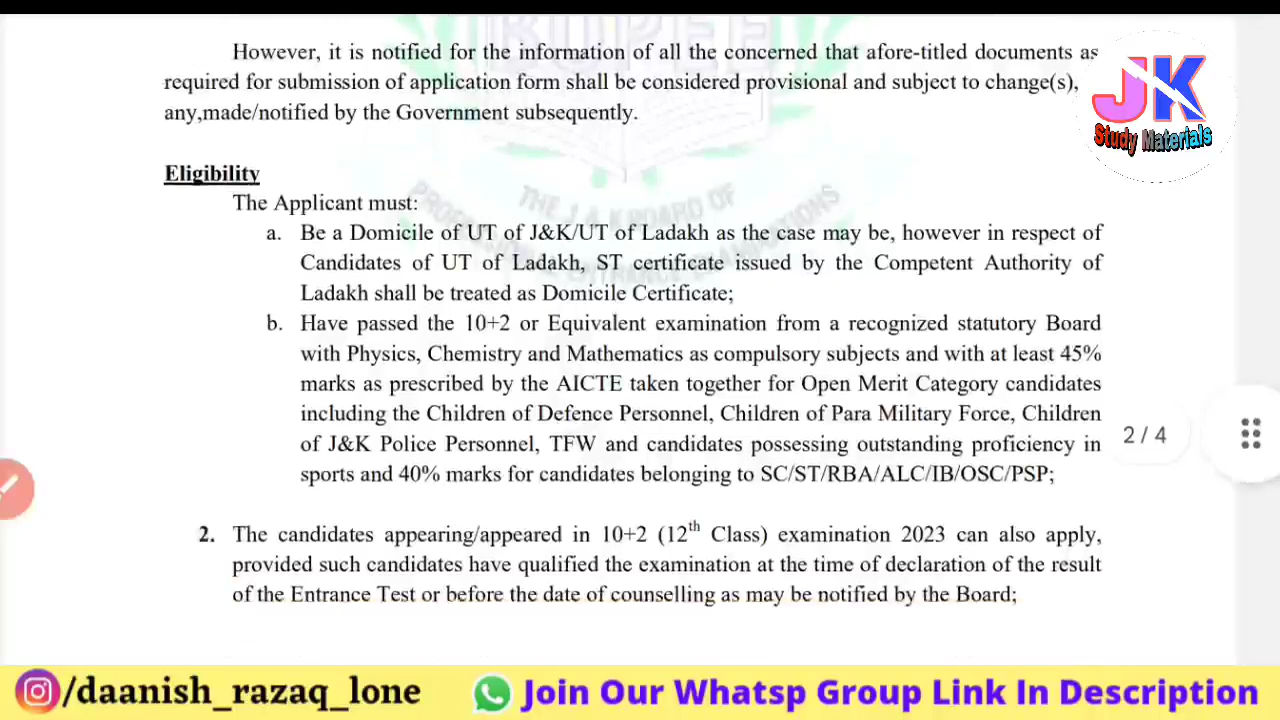 However, it is notified for the information of all the concerned that afore-titled documents as
required for submission of application form shall be considered provisional and subject to change(s),
any,made/notified by the Government subsequently.
JK
Study Materials
Eligibility
The Applicant must:
a. Be a Domicile of UT of J&K/UT of Ladakh as the case may be, however in respect of
Candidates of UT of Ladakh, ST certificate issued by the Competent Authority of
Ladakh shall be treated as Domicile Certificate;
b. Have passed the 10+2 or Equivalent examination from a recognized statutory Board
with Physics, Chemistry and Mathematics as compulsory subjects and with at least 45%
marks as prescribed by the AICTE taken together for Open Merit Category candidates
including the Children of Defence Personnel, Children of Para Military Force, Children
of J&K Police Personnel, TFW and candidates possessing outstanding proficiency in
sports and 40% marks for candidates belonging to SC/ST/RBA/ALC/IB/OSC/PSP;
2 / 4
2. The candidates appearing/appeared in 10+2 (12th Class) examination 2023 can also apply,
provided such candidates have qualified the examination at the time of declaration of the result
of the Entrance Test or before the date of counselling as may be notified by the Board;
THE J & K BOARD OF
PROFESSIONAL ENTRANCE EXAMINATIONS
/daanish_razaq_lone
Join Our Whatsp Group Link In Description